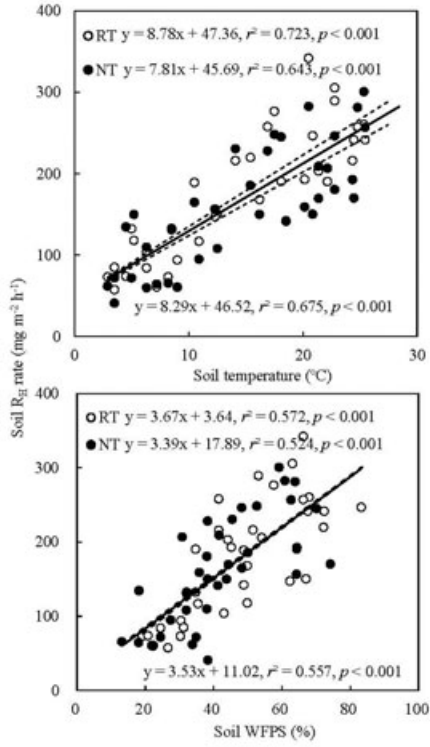 RT y = 8.78x + 47.36, r² = 0.723, p < 0.001
NT y = 7.81x + 45.69, r² = 0.643, p < 0.001
400
300
200
100
0
y = 8.29x + 46.52, r² = 0.675, p < 0.001
0 10 20 30
Soil temperature (°C)
Soil R_H rate (mg m⁻² h⁻¹)
400
RT y = 3.67x + 3.64, r² = 0.572, p < 0.001
NT y = 3.39x + 17.89, r² = 0.524, p < 0.001
300
200
100
0
y = 3.53x + 11.02, r² = 0.557, p < 0.001
0 20 40 60 80 100
Soil WFPS (%)